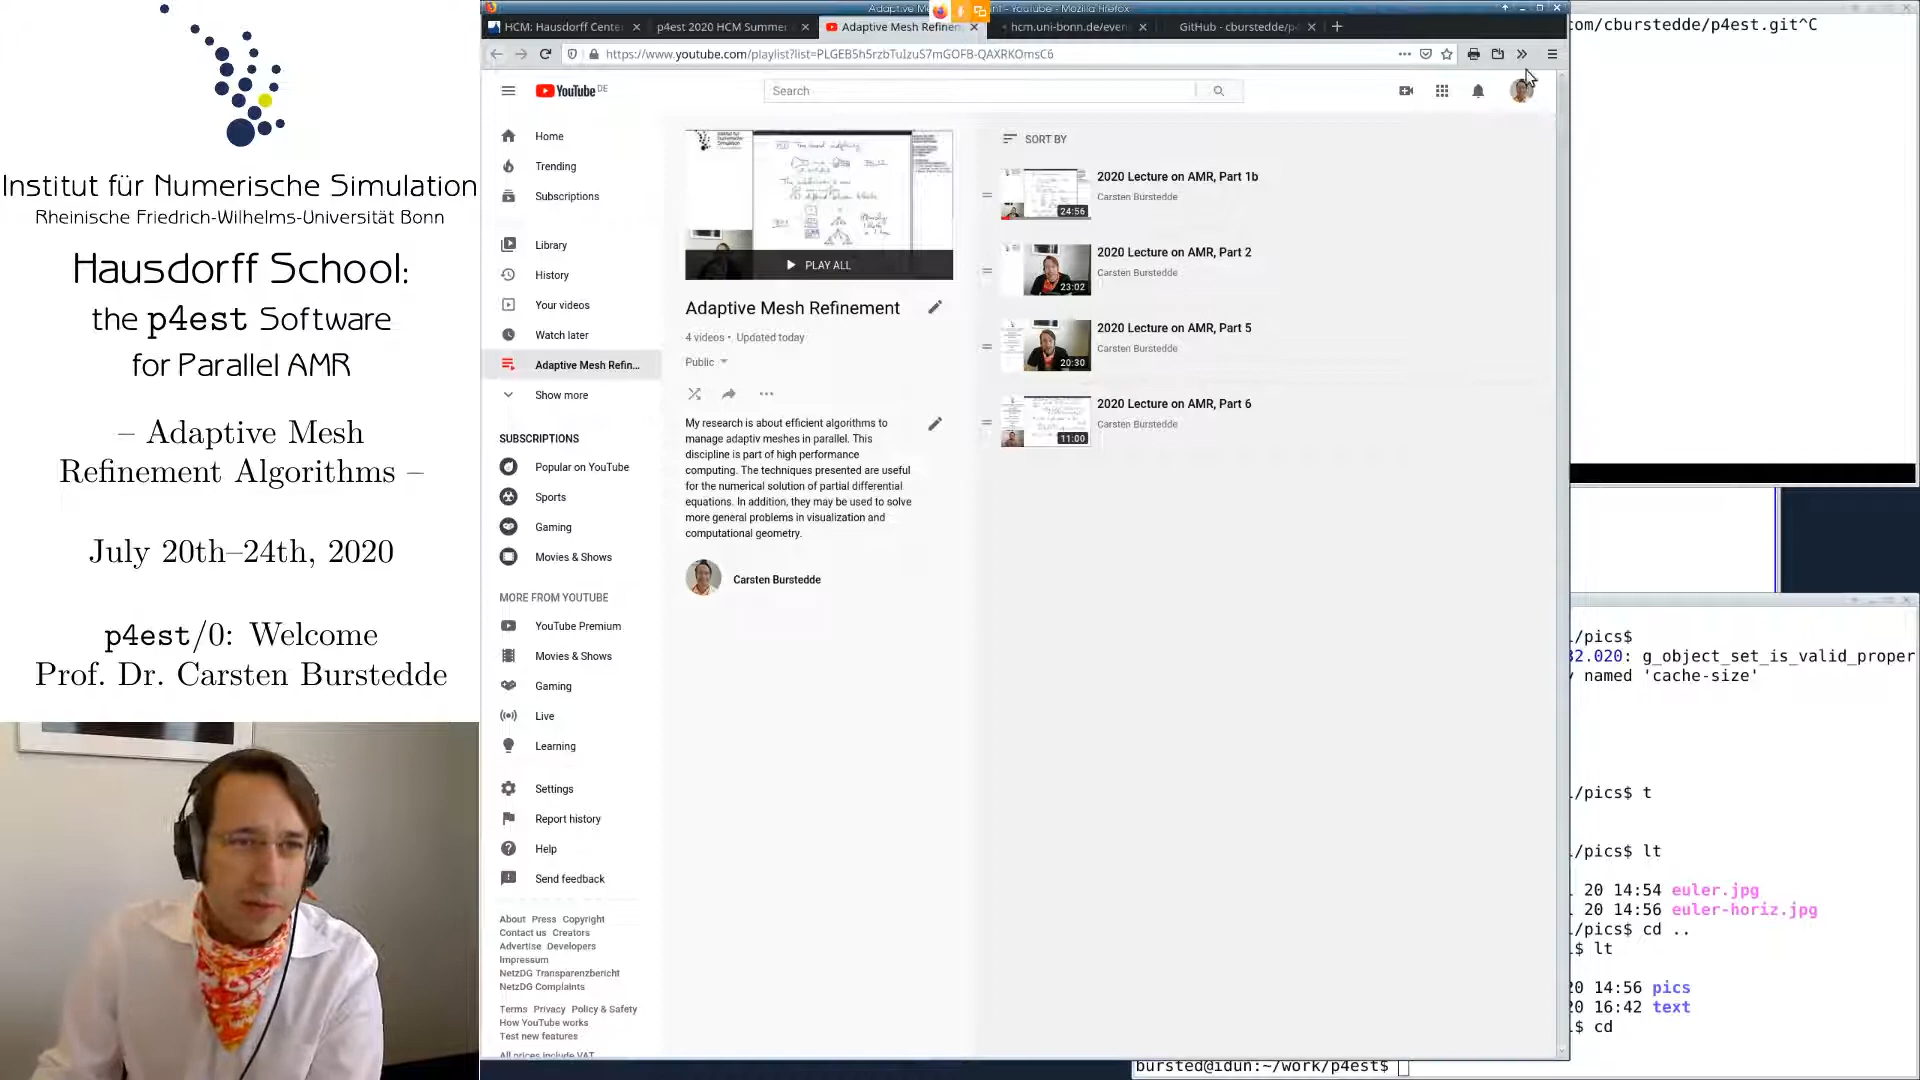 Institut für Numerische Simulation
Rheinische Friedrich-Wilhelms-Universität Bonn
Hausdorff School:
the p4est Software
for Parallel AMR
– Adaptive Mesh
Refinement Algorithms –
July 20th–24th, 2020
p4est/0: Welcome
Prof. Dr. Carsten Burstedde
HCM: Hausdorff Cente
p4est 2020 HCM Summer
Adaptive Mesh Refinem
hcm.uni-bonn.de/even
GitHub - cburstedde/p4
https://www.youtube.com/playlist?list=PLGEB5h5rzbTuIzuS7mGOFB-QAXRKOmsC6
YouTube DE
Search
Home
Trending
Subscriptions
Library
History
Your videos
Watch later
Adaptive Mesh Refin...
Show more
SUBSCRIPTIONS
Popular on YouTube
Sports
Gaming
Movies & Shows
MORE FROM YOUTUBE
YouTube Premium
Movies & Shows
Gaming
Live
Learning
Settings
Report history
Help
Send feedback
About Press Copyright
Contact us Creators
Advertise Developers
Impressum
NetzDG Transparenzbericht
NetzDG Complaints
Terms Privacy Policy & Safety
How YouTube works
Test new features
All prices include VAT
PLAY ALL
Adaptive Mesh Refinement
4 videos • Updated today
Public
My research is about efficient algorithms to
manage adaptiv meshes in parallel. This
discipline is part of high performance
computing. The techniques presented are useful
for the numerical solution of partial differential
equations. In addition, they may be used to solve
more general problems in visualization and
computational geometry.
Carsten Burstedde
SORT BY
2020 Lecture on AMR, Part 1b
Carsten Burstedde
24:56
2020 Lecture on AMR, Part 2
Carsten Burstedde
23:02
2020 Lecture on AMR, Part 5
Carsten Burstedde
20:30
2020 Lecture on AMR, Part 6
Carsten Burstedde
11:00
com/cburstedde/p4est.git^C
/pics$
32.020: g_object_set_is_valid_proper
named 'cache-size'
/pics$ t
/pics$ lt
20 14:54 euler.jpg
20 14:56 euler-horiz.jpg
/pics$ cd ..
$ lt
20 14:56 pics
20 16:42 text
$ cd
bursted@idun:~/work/p4est$